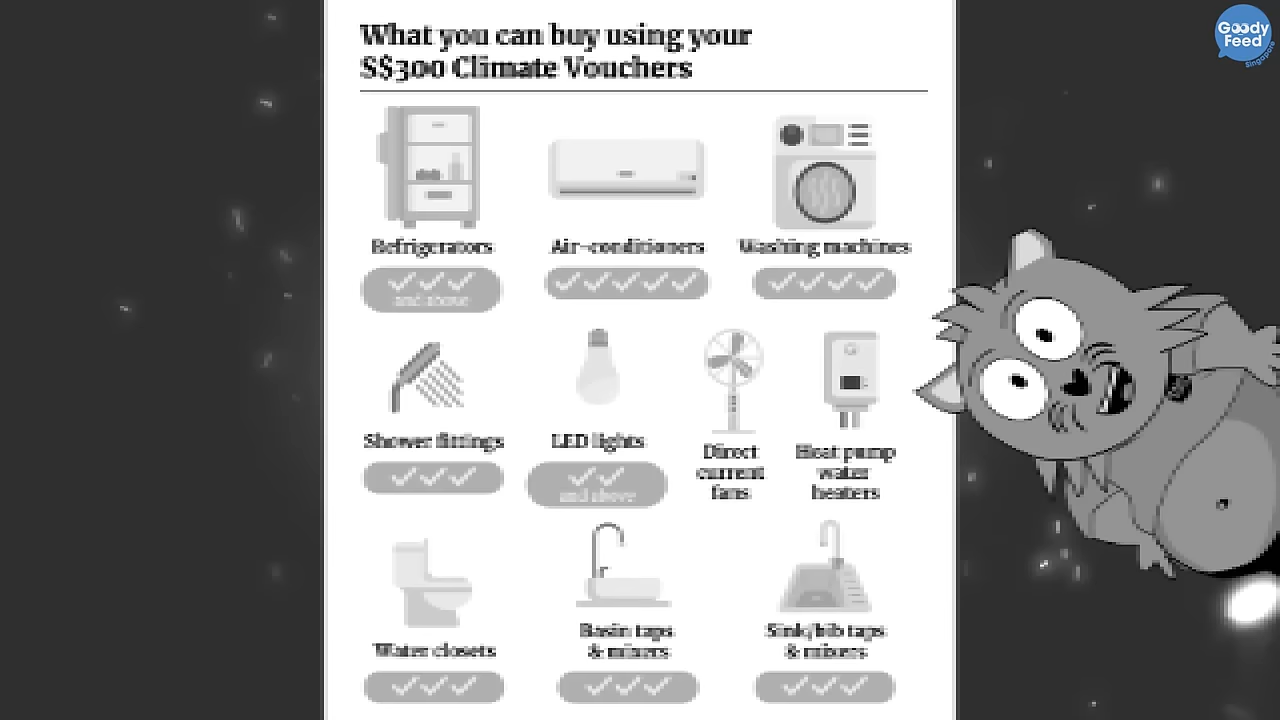 What you can buy using your
S$300 Climate Vouchers
Goody
Feed
Singapore
Refrigerators
Air-conditioners
Washing machines
and above
Shower fittings
LED lights
Direct
current
fans
Heat pump
water
heaters
and above
Water closets
Basin taps
& mixers
Sink/bib taps
& mixers